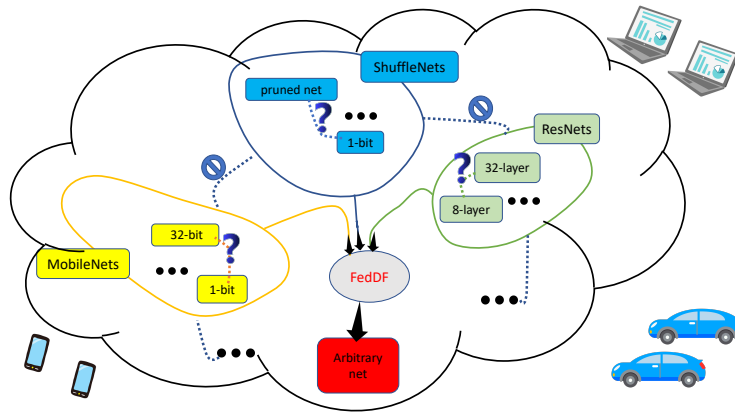 ShuffleNets
pruned net
1-bit
ResNets
32-layer
8-layer
32-bit
MobileNets
1-bit
FedDF
Arbitrary
net